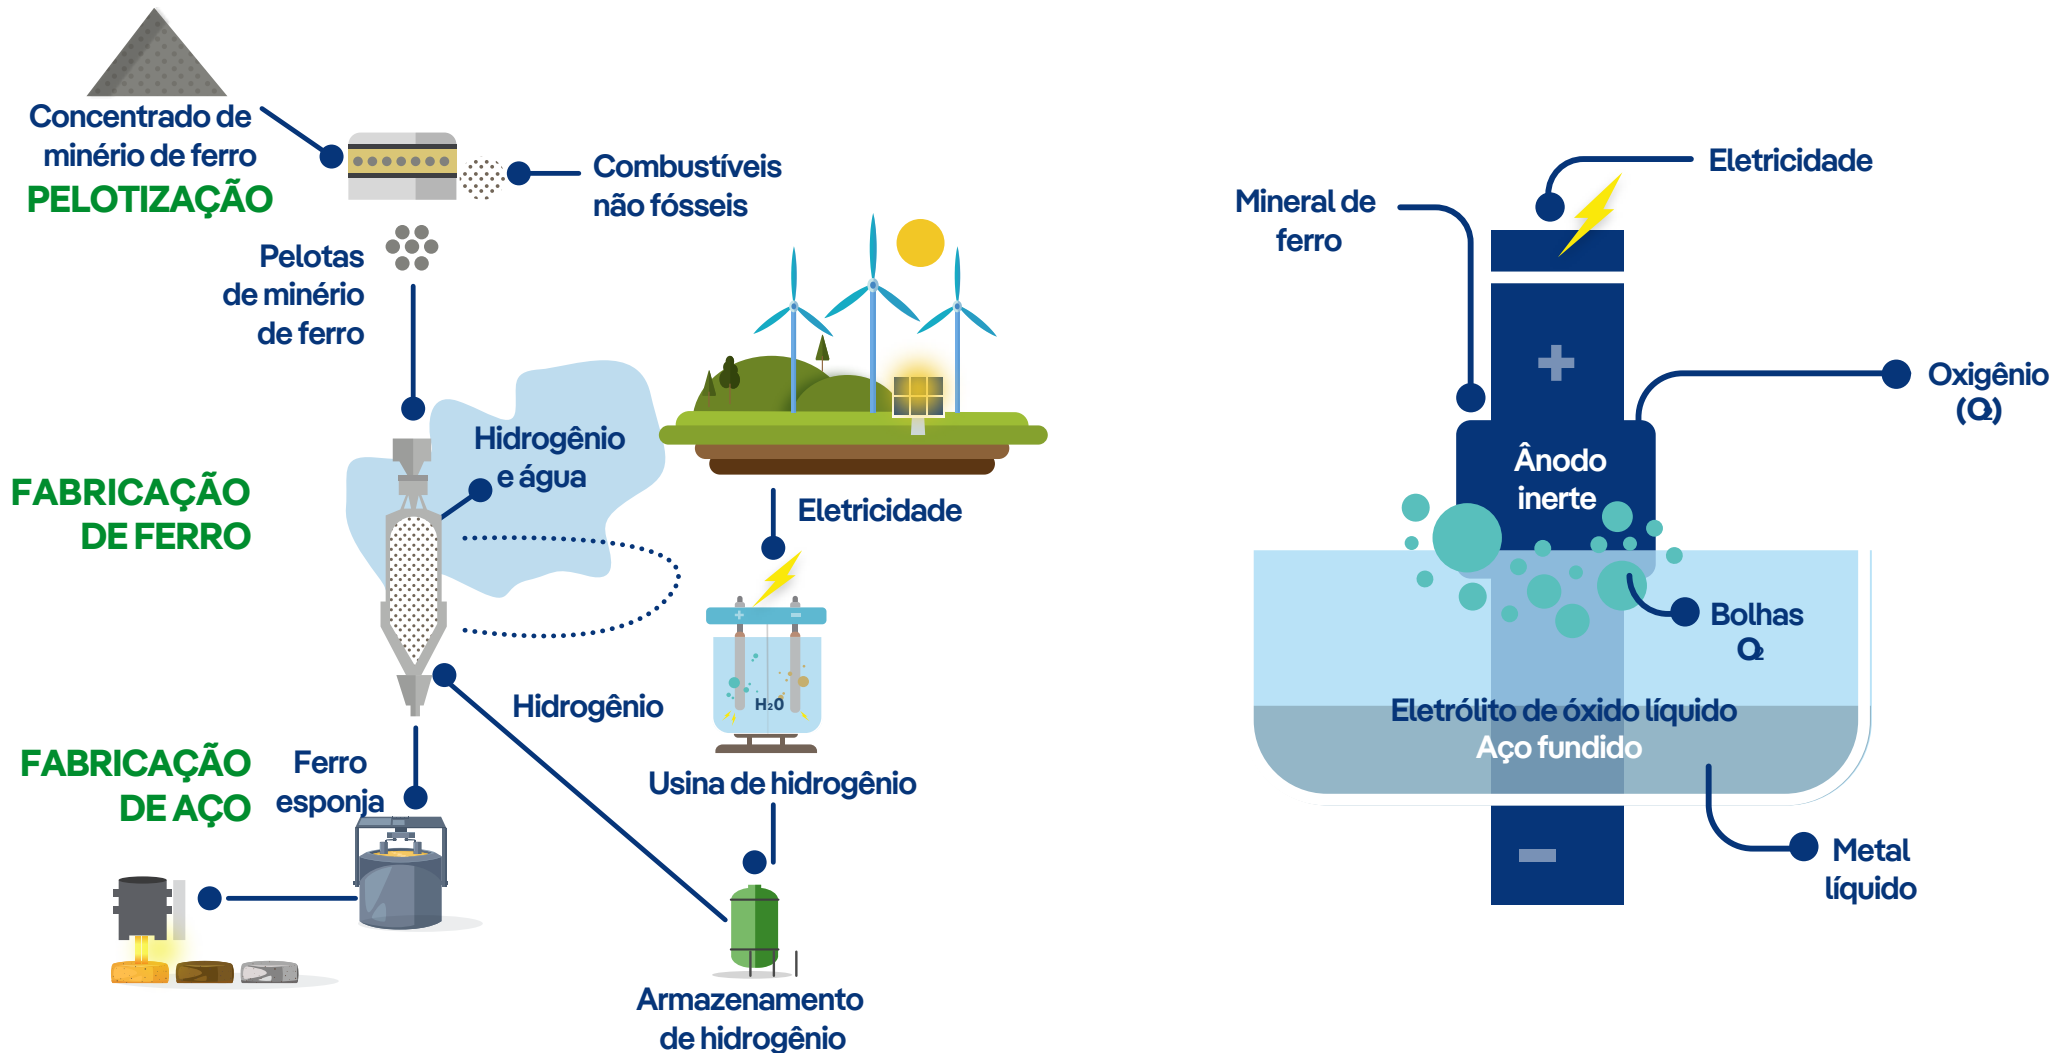 Concentrado de
minério de ferro
PELOTIZAÇÃO
Combustíveis
não fósseis
Pelotas
de minério
de ferro
Hidrogênio
e água
FABRICAÇÃO
DE FERRO
Eletricidade
+
-
H₂O
Hidrogênio
Usina de hidrogênio
FABRICAÇÃO
DE AÇO
Ferro
esponja
Armazenamento
de hidrogênio
Eletricidade
Mineral de
ferro
+
Oxigênio
(O₂)
Ânodo
inerte
Bolhas
O₂
Eletrólito de óxido líquido
Aço fundido
Metal
líquido
-